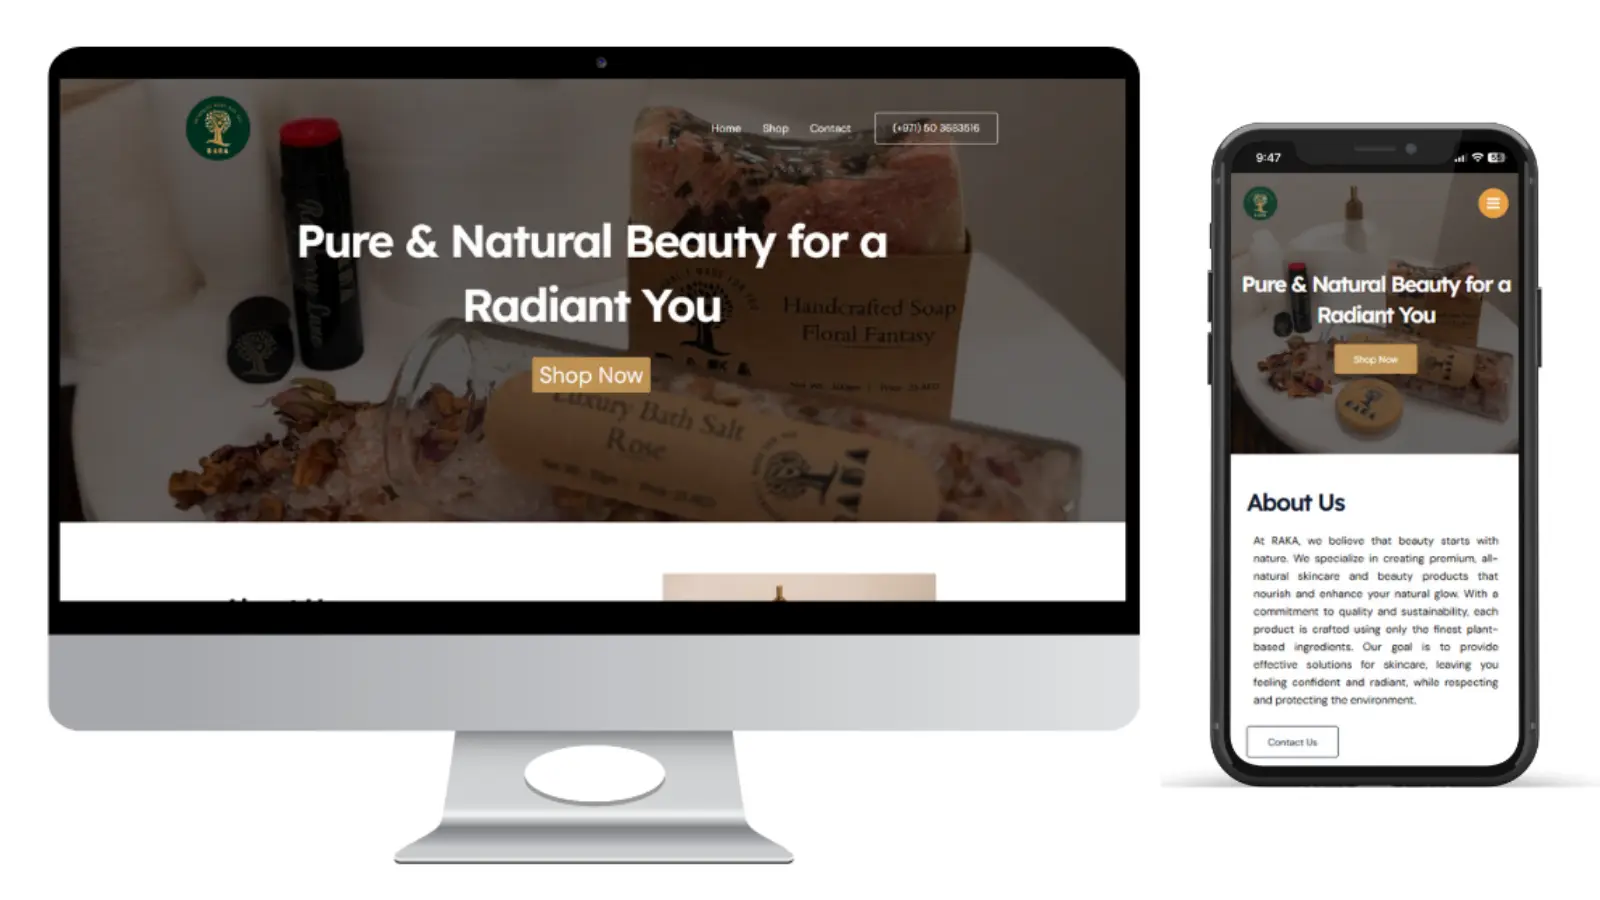 Home Shop Contact (+971) 50 3683516
Pure & Natural Beauty for a
Radiant You
Shop Now
Handcrafted Soap
Floral Fantasy
RAKA
Luxury Bath Salt
Rose
RAKA
9:47
55
Pure & Natural Beauty for a
Radiant You
Shop Now
RAKA
About Us
At RAKA, we believe that beauty starts with
nature. We specialize in creating premium, all-
natural skincare and beauty products that
nourish and enhance your natural glow. With a
commitment to quality and sustainability, each
product is crafted using only the finest plant-
based ingredients. Our goal is to provide
effective solutions for skincare, leaving you
feeling confident and radiant, while respecting
and protecting the environment.
Contact Us